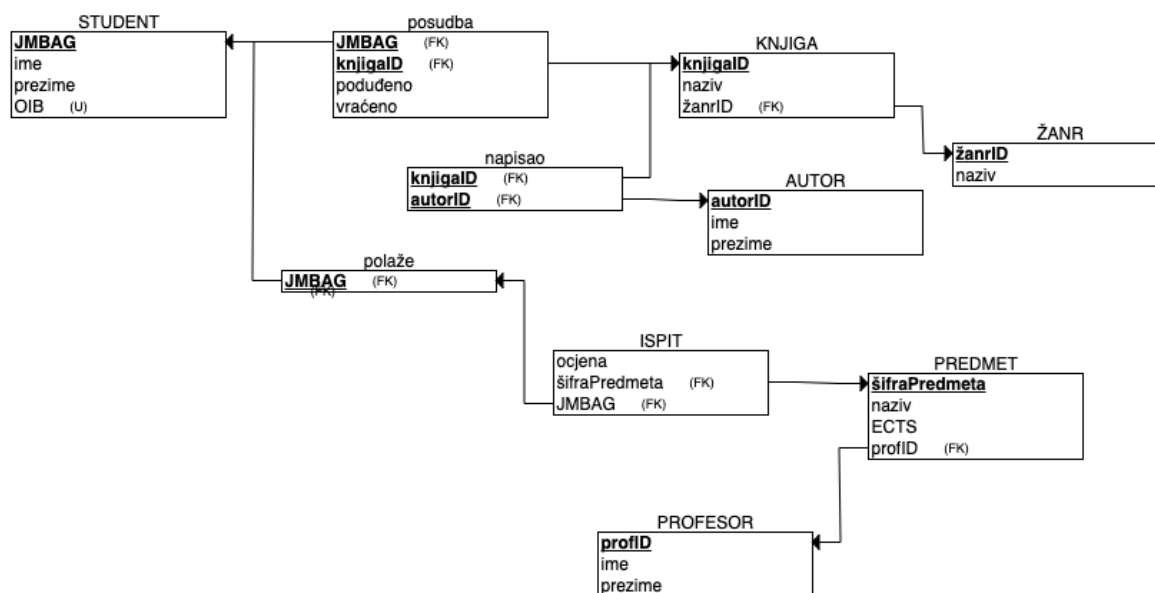 STUDENT
JMBAG
ime
prezime
OIB (U)
posudba
JMBAG (FK)
knjigaID (FK)
poduđeno
vraćeno
KNJIGA
knjigaID
naziv
žanrID (FK)
ŽANR
žanrID
naziv
napisao
knjigaID (FK)
autorID (FK)
AUTOR
autorID
ime
prezime
polaže
JMBAG (FK)
(FK)
ISPIT
ocjena
šifraPredmeta (FK)
JMBAG (FK)
PREDMET
šifraPredmeta
naziv
ECTS
profID (FK)
PROFESOR
profID
ime
prezime